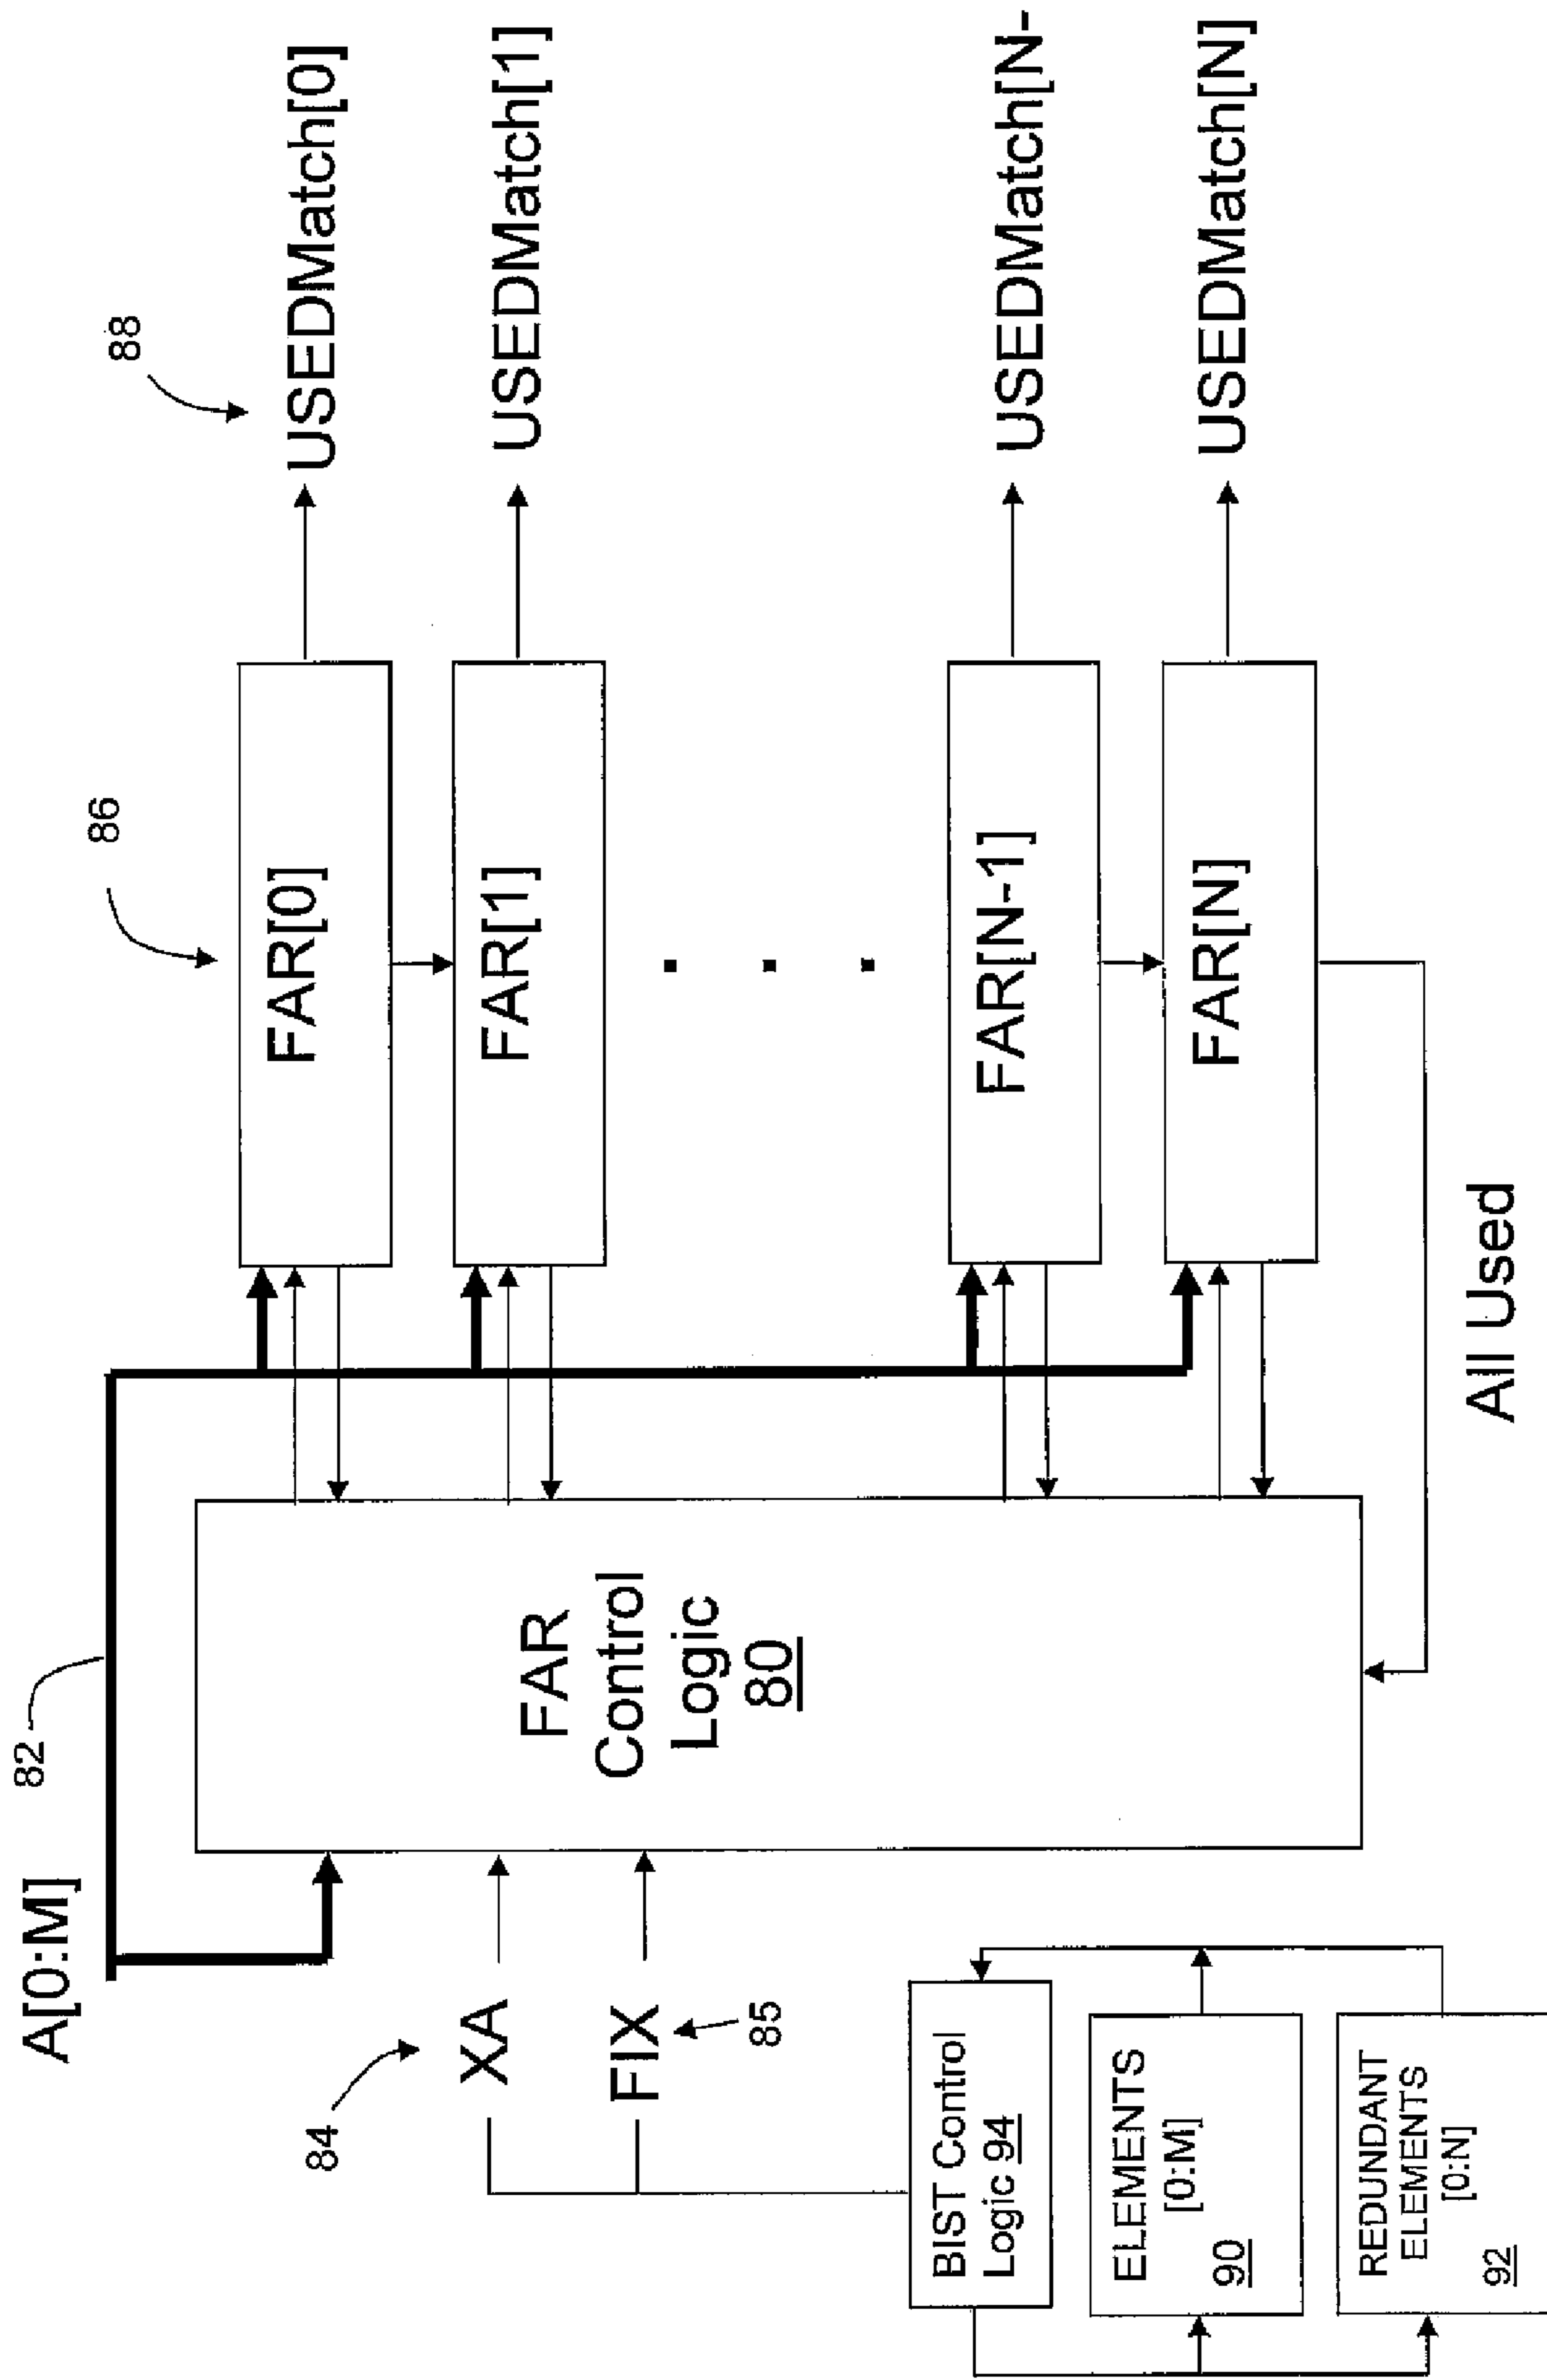 A[0:M]
82
86
88
84
XA
FIX
85
FAR
Control
Logic
80
FAR[0]
FAR[1]
FAR[N-1]
FAR[N]
USEDMatch[0]
USEDMatch[1]
USEDMatch[N-
USEDMatch[N]
All Used
BIST Control
Logic 94
ELEMENTS
[0:M]
90
REDUNDANT
ELEMENTS
[0:N]
92